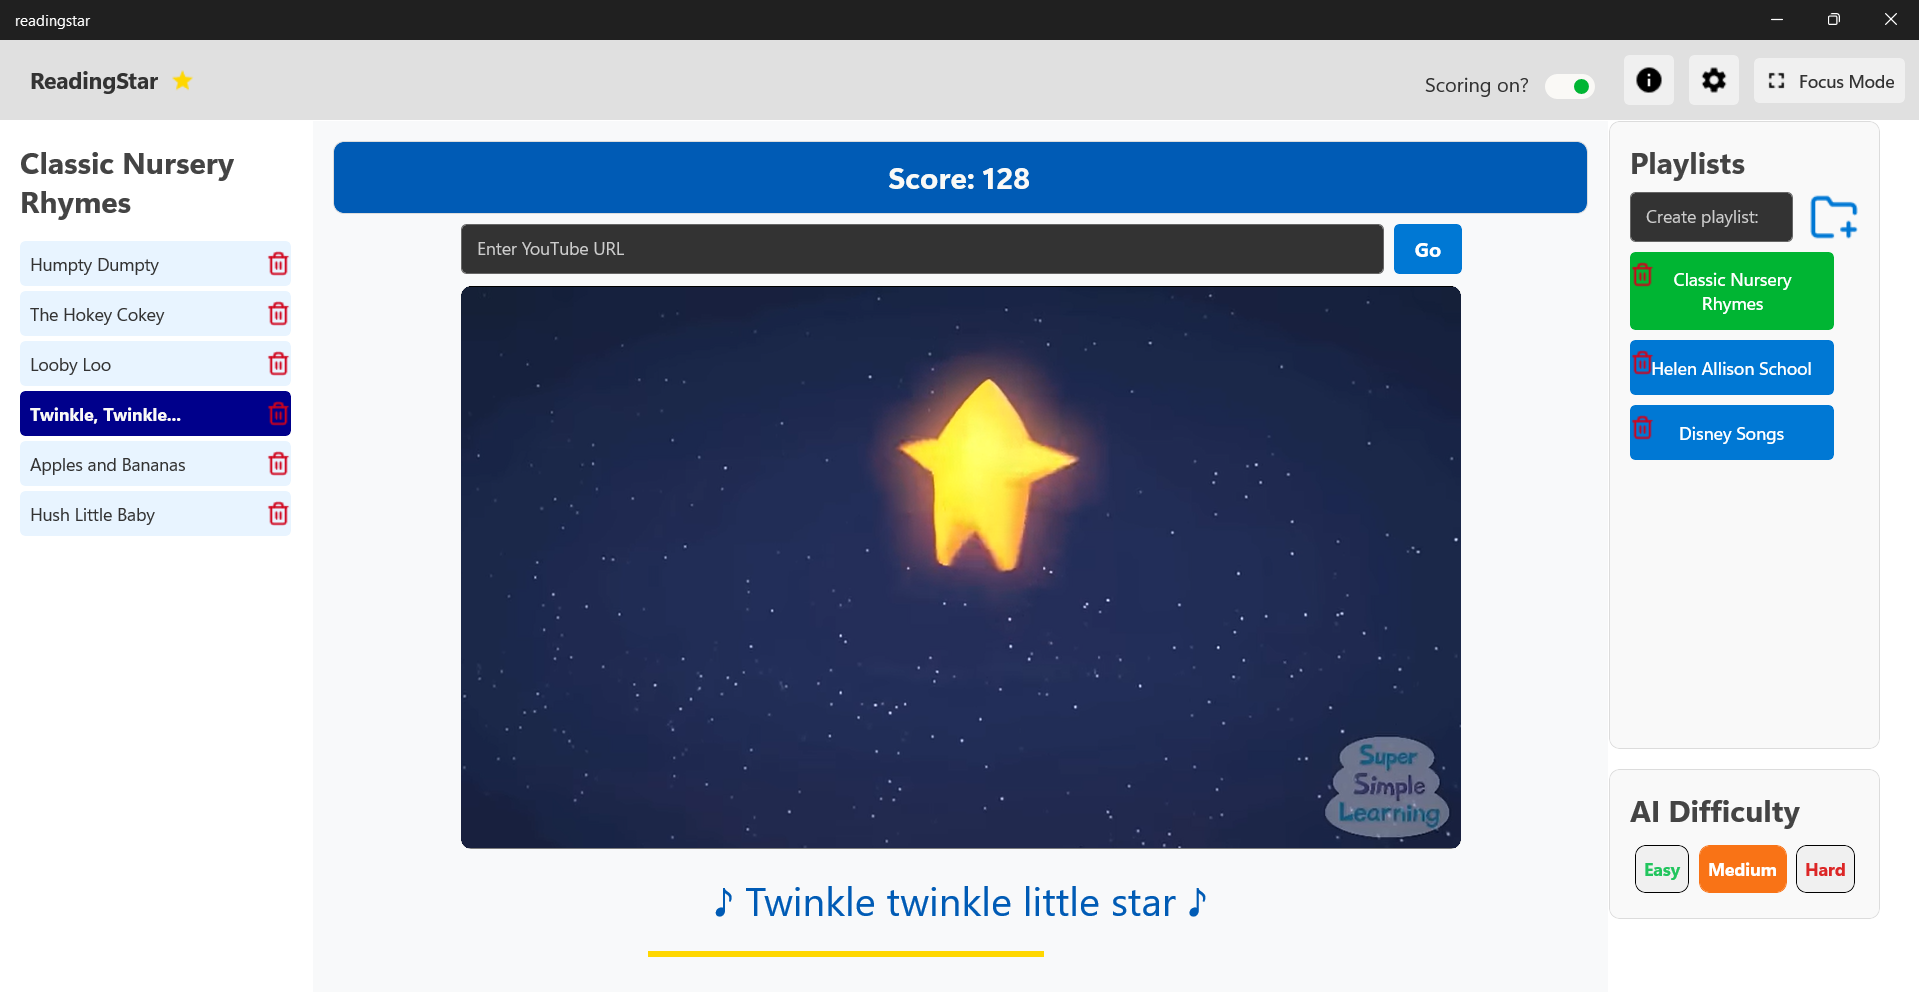 readingstar
ReadingStar
Scoring on?
Focus Mode
Classic Nursery
Rhymes
Humpty Dumpty
The Hokey Cokey
Looby Loo
Twinkle, Twinkle...
Apples and Bananas
Hush Little Baby
Score: 128
Enter YouTube URL
Go
Super
Simple
Learning
♪ Twinkle twinkle little star ♪
Playlists
Create playlist:
Classic Nursery
Rhymes
Helen Allison School
Disney Songs
AI Difficulty
Easy
Medium
Hard